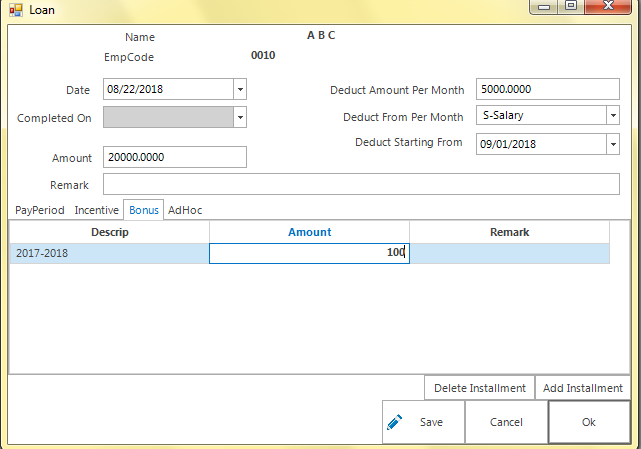 Loan
Name A B C
EmpCode 0010
Date 08/22/2018 Deduct Amount Per Month 5000.0000
Completed On Deduct From Per Month S-Salary
Deduct Starting From 09/01/2018
Amount 20000.0000
Remark
PayPeriod Incentive Bonus AdHoc
Descrip Amount Remark
2017-2018 100
Delete Installment Add Installment
Save Cancel Ok